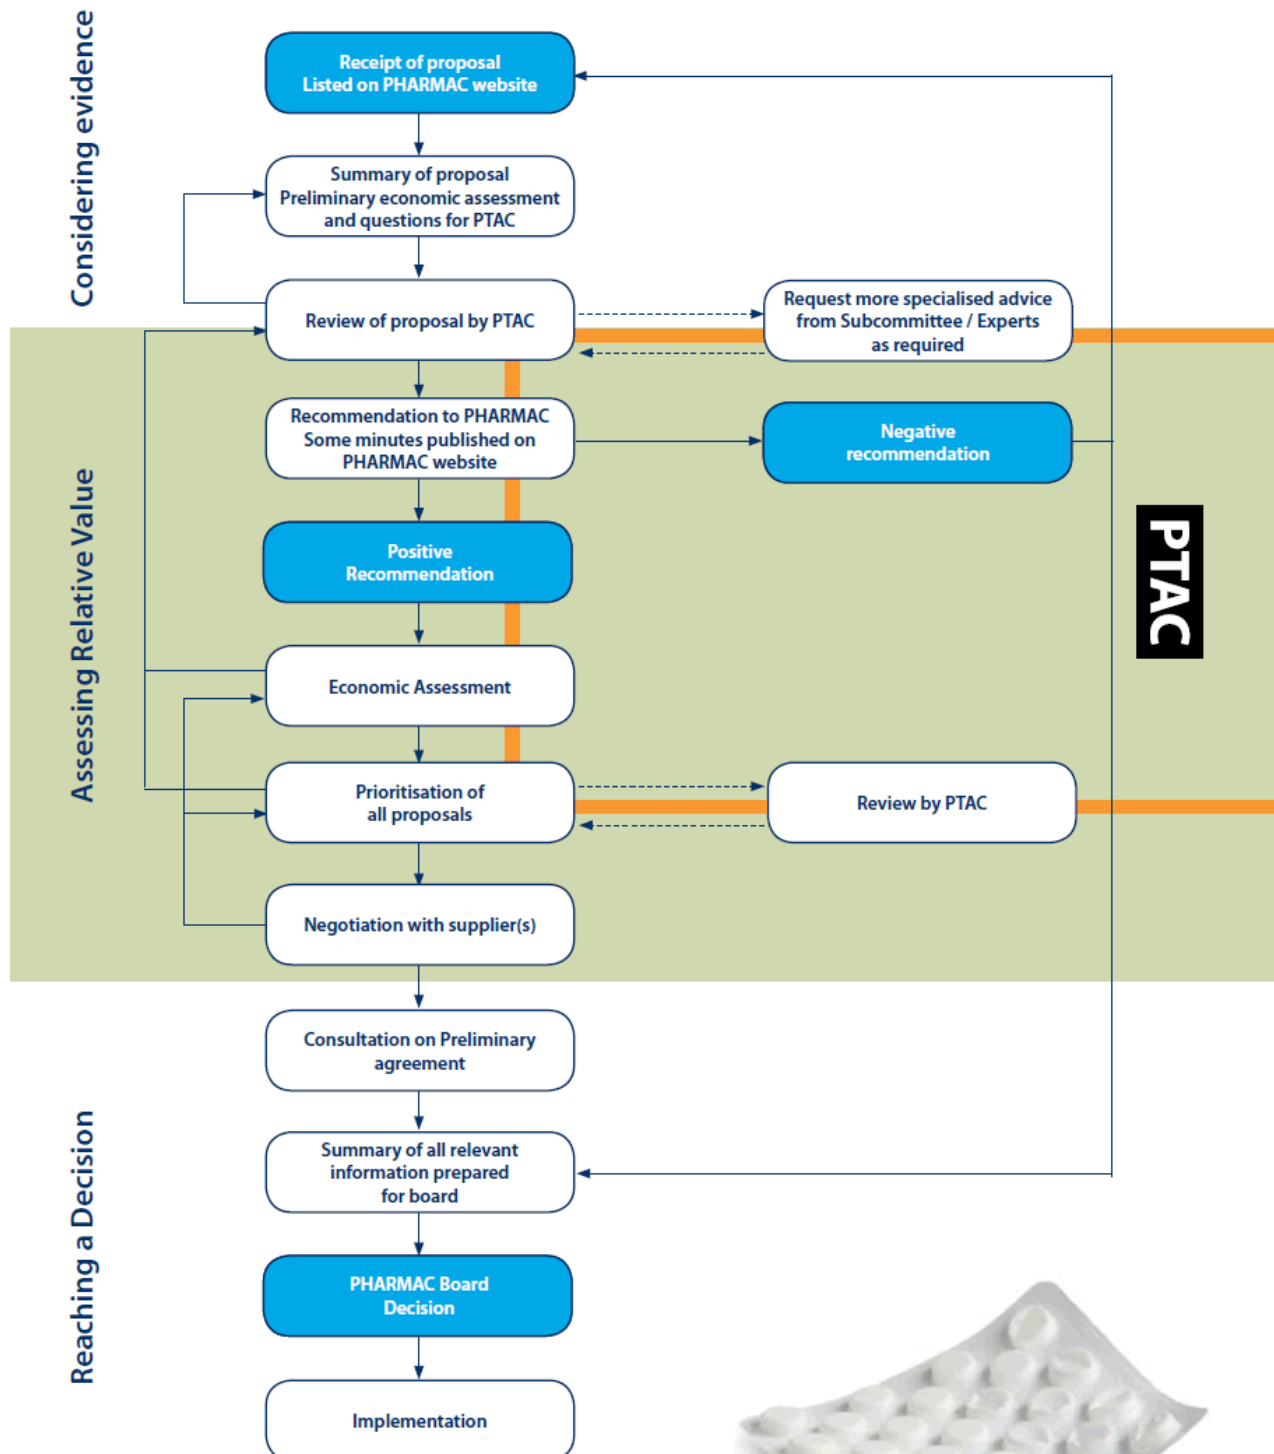 Considering evidence
Receipt of proposal
Listed on PHARMAC website
Summary of proposal
Preliminary economic assessment
and questions for PTAC
Review of proposal by PTAC
Request more specialised advice
from Subcommittee / Experts
as required
Assessing Relative Value
Recommendation to PHARMAC
Some minutes published on
PHARMAC website
Negative
recommendation
PTAC
Positive
Recommendation
Economic Assessment
Prioritisation of
all proposals
Review by PTAC
Negotiation with supplier(s)
Reaching a Decision
Consultation on Preliminary
agreement
Summary of all relevant
information prepared
for board
PHARMAC Board
Decision
Implementation